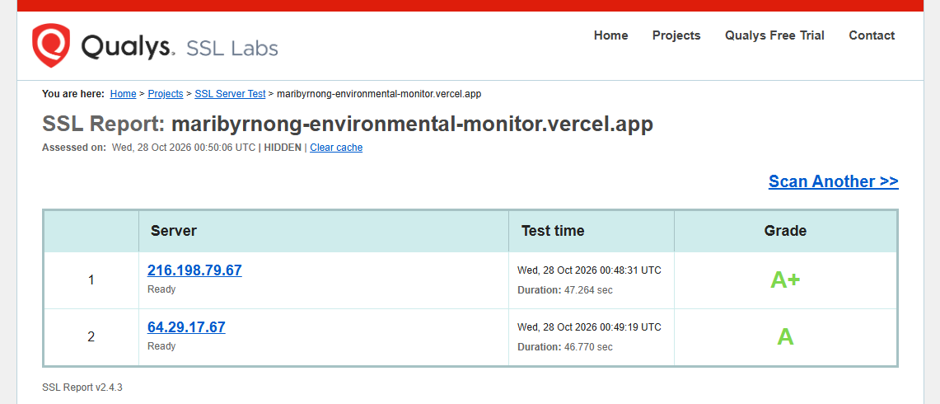 Qualys. SSL Labs
Home Projects Qualys Free Trial Contact
You are here: Home > Projects > SSL Server Test > maribyrnong-environmental-monitor.vercel.app
SSL Report: maribyrnong-environmental-monitor.vercel.app
Assessed on: Wed, 28 Oct 2026 00:50:06 UTC | HIDDEN | Clear cache
Scan Another >>
Server Test time Grade
1 216.198.79.67 Wed, 28 Oct 2026 00:48:31 UTC A+
Ready Duration: 47.264 sec
2 64.29.17.67 Wed, 28 Oct 2026 00:49:19 UTC A
Ready Duration: 46.770 sec
SSL Report v2.4.3